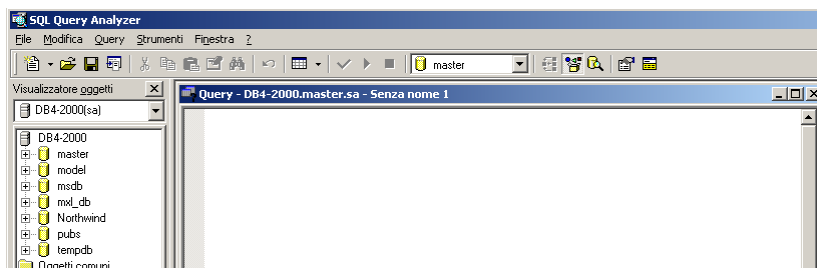 SQL Query Analyzer
File Modifica Query Strumenti Finestra ?
master
Visualizzatore oggetti
DB4-2000(sa)
DB4-2000
master
model
msdb
mxl_db
Northwind
pubs
tempdb
Oggetti comuni
Query - DB4-2000.master.sa - Senza nome 1